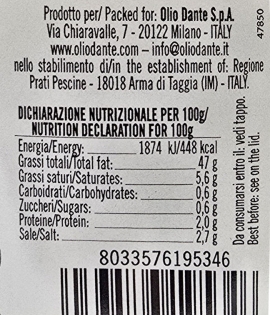 Prodotto per/ Packed for: Olio Dante S.p.A.
Via Chiaravalle, 7 - 20122 Milano - ITALY
www.oliodante.com – info@oliodante.it
nello stabilimento di/in the establishment of: Regione
Prati Pescine - 18018 Arma di Taggia (IM) - ITALY.
47850
DICHIARAZIONE NUTRIZIONALE PER 100g/
NUTRITION DECLARATION FOR 100g
Energia/Energy: 1874 kJ/448 kcal
Grassi totali/Total fat: 47 g
Grassi saturi/Saturates: 5,6 g
Carboidrati/Carbohydrates: 0,6 g
Zuccheri/Sugars: 0,6 g
Proteine/Protein: 2,0 g
Sale/Salt: 2,7 g
Da consumarsi entro il: vedi tappo.
Best before: see on the lid.
8033576195346